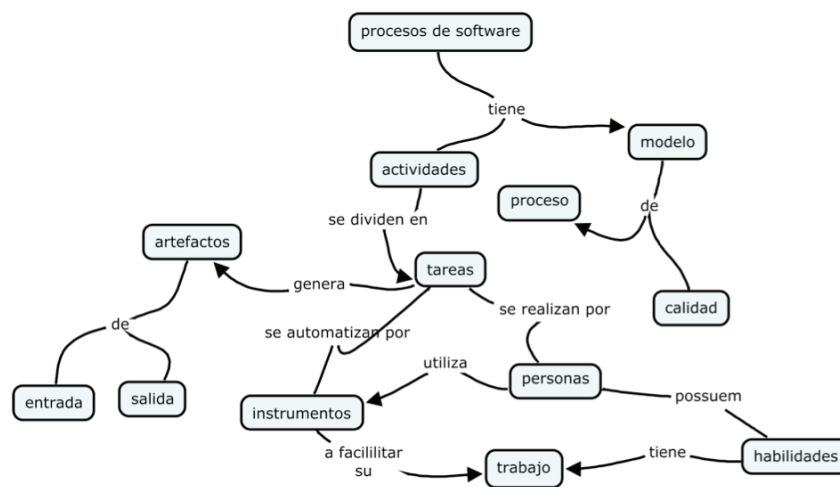 procesos de software
tiene
modelo
actividades
proceso
de
se dividen en
artefactos
tareas
genera
se realizan por
calidad
de
se automatizan por
utiliza
personas
possuem
entrada
salida
instrumentos
a facililitar
su
trabajo
tiene
habilidades